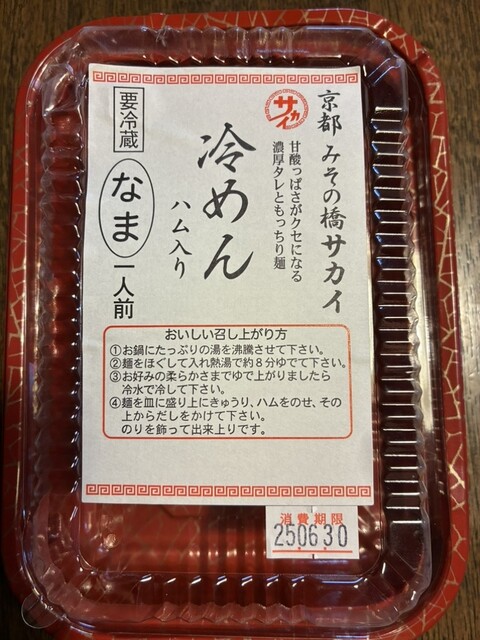 京都 みその橋サカイ
サカイ
甘酸っぱさがクセになる
濃厚タレともっちり麺
冷めん
ハム入り
要冷蔵
なま
一人前
おいしい召し上がり方
①お鍋にたっぷりの湯を沸騰させて下さい。
②麺をほぐして入れ熱湯で約8分ゆでて下さい。
③お好みの柔らかさまでゆで上がりましたら
冷水で冷して下さい。
④麺を皿に盛り上にきゅうり、ハムをのせ、その
上からだしをかけて下さい。
のりを飾って出来上りです。
消費期限
250630